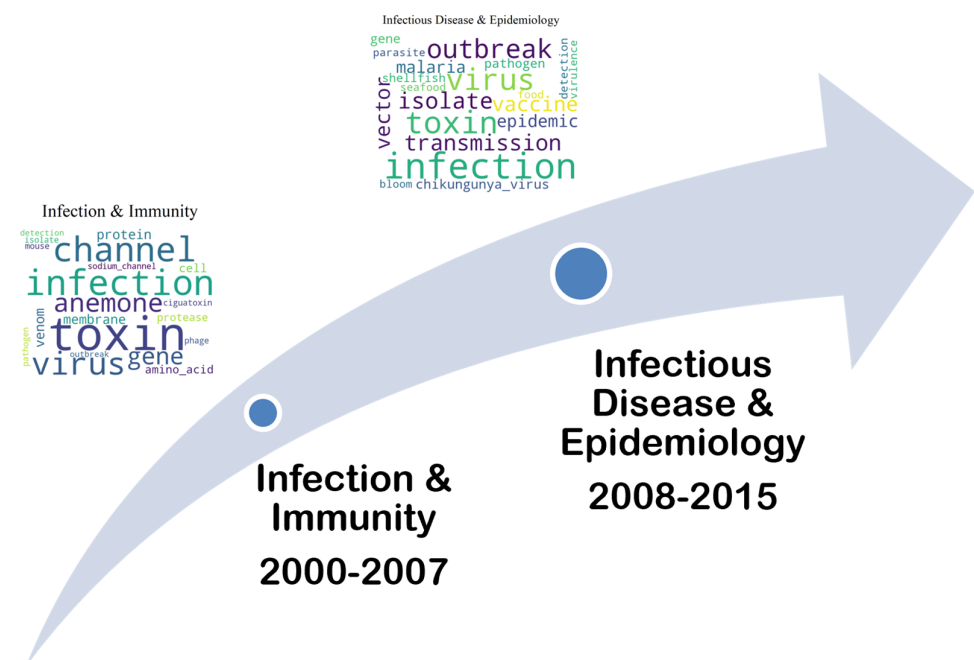 Infectious Disease & Epidemiology
gene
parasite outbreak
malaria pathogen
shellfish virus
seafood food
detection
virulence
vector
isolate vaccine
toxin epidemic
transmission
infection
bloom chikungunya_virus
Infection & Immunity
detection protein
isolate
mouse channel
sodium_channel cell
infection
anemone ciguatoxin
membrane protease
venom
toxin phage
pathogen
outbreak
virus gene
amino_acid
Infectious
Disease &
Epidemiology
2008-2015
Infection &
Immunity
2000-2007